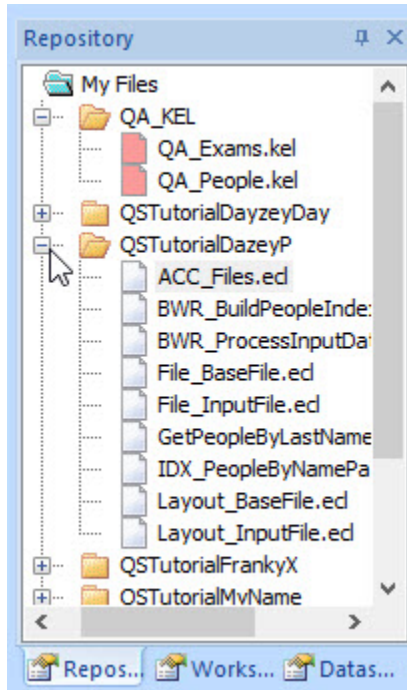 Repository
My Files
QA_KEL
QA_Exams.kel
QA_People.kel
QSTutorialDayzeyDay
QSTutorialDazeyP
ACC_Files.ecl
BWR_BuildPeopleIndex
BWR_ProcessInputDat
File_BaseFile.ecl
File_InputFile.ecl
GetPeopleByLastName
IDX_PeopleByNamePa
Layout_BaseFile.ecl
Layout_InputFile.ecl
QSTutorialFrankyX
QSTutorialMyName
Repos... Works... Datas...